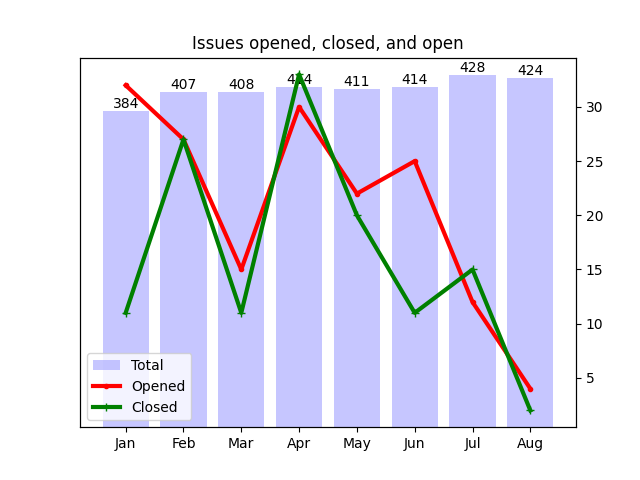 Issues opened, closed, and open
384
407
408
414
411
414
428
424
30
25
20
15
10
5
Total
Opened
Closed
Jan
Feb
Mar
Apr
May
Jun
Jul
Aug